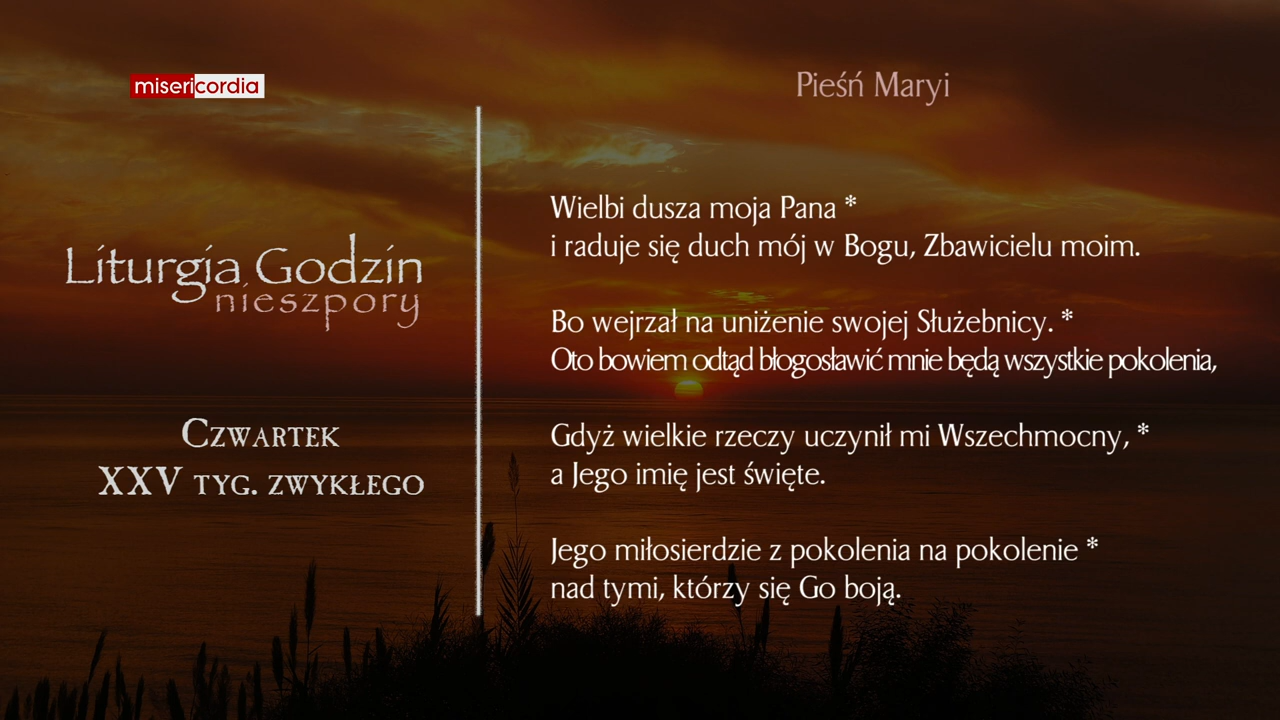 misericordia
Liturgia Godzin
nieszpory
Czwartek
XXV tyg. zwykłego
Pieśń Maryi
Wielbi dusza moja Pana *
i raduje się duch mój w Bogu, Zbawicielu moim.
Bo wejrzał na uniżenie swojej Służebnicy. *
Oto bowiem odtąd błogosławić mnie będą wszystkie pokolenia,
Gdyż wielkie rzeczy uczynił mi Wszechmocny, *
a Jego imię jest święte.
Jego miłosierdzie z pokolenia na pokolenie *
nad tymi, którzy się Go boją.